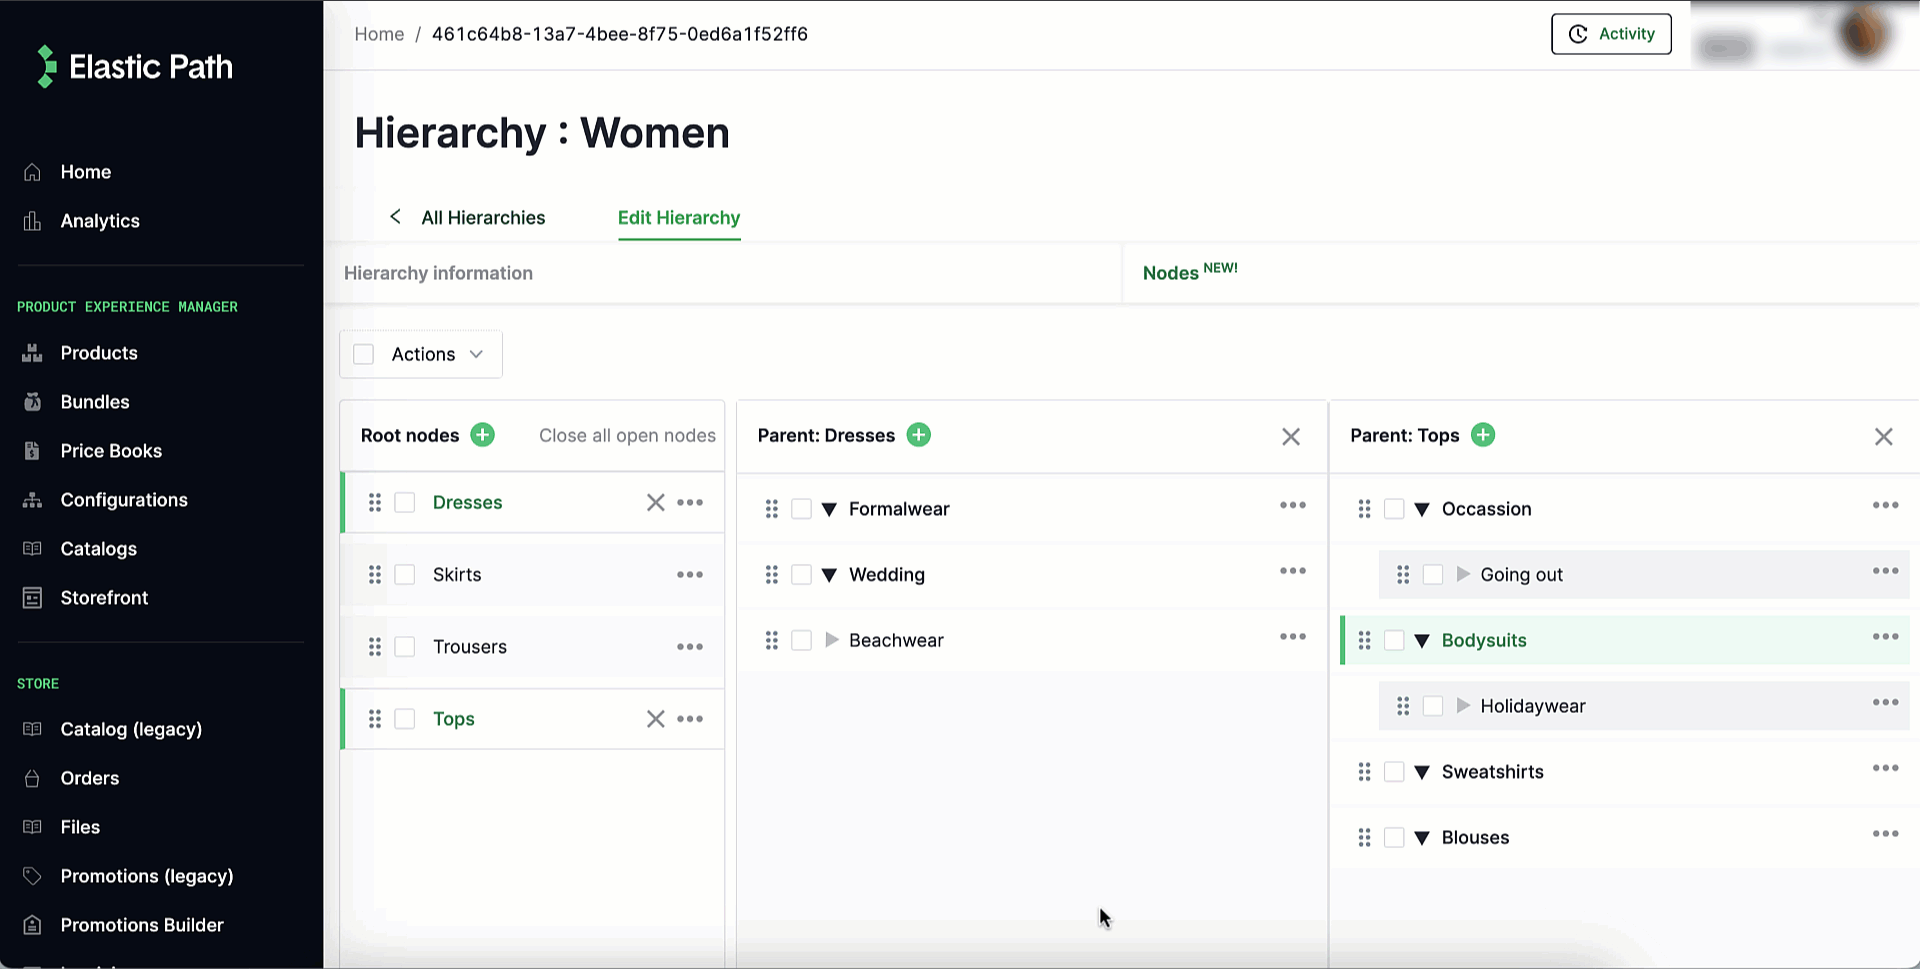 Elastic Path
Home
Analytics
PRODUCT EXPERIENCE MANAGER
Products
Bundles
Price Books
Configurations
Catalogs
Storefront
STORE
Catalog (legacy)
Orders
Files
Promotions (legacy)
Promotions Builder
Home / 461c64b8-13a7-4bee-8f75-0ed6a1f52ff6
Activity
Hierarchy : Women
All Hierarchies
Edit Hierarchy
Hierarchy information
Nodes NEW!
Actions
Root nodes
Close all open nodes
Dresses
Skirts
Trousers
Tops
Parent: Dresses
Formalwear
Wedding
Beachwear
Parent: Tops
Occassion
Going out
Bodysuits
Holidaywear
Sweatshirts
Blouses